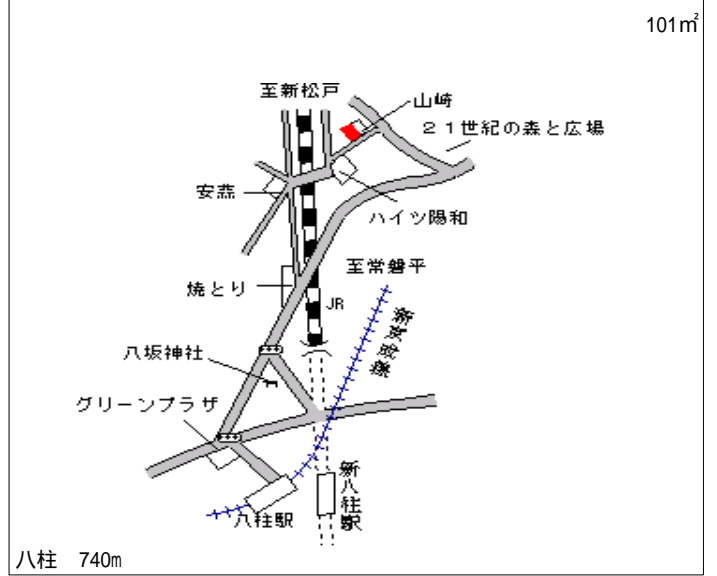 101㎡
至新松戸
山崎
21世紀の森と広場
安燕
ハイツ陽和
至常磐平
焼とり
JR
新京成線
八坂神社
グリーンプラザ
新八柱駅
八柱駅
八柱 740m